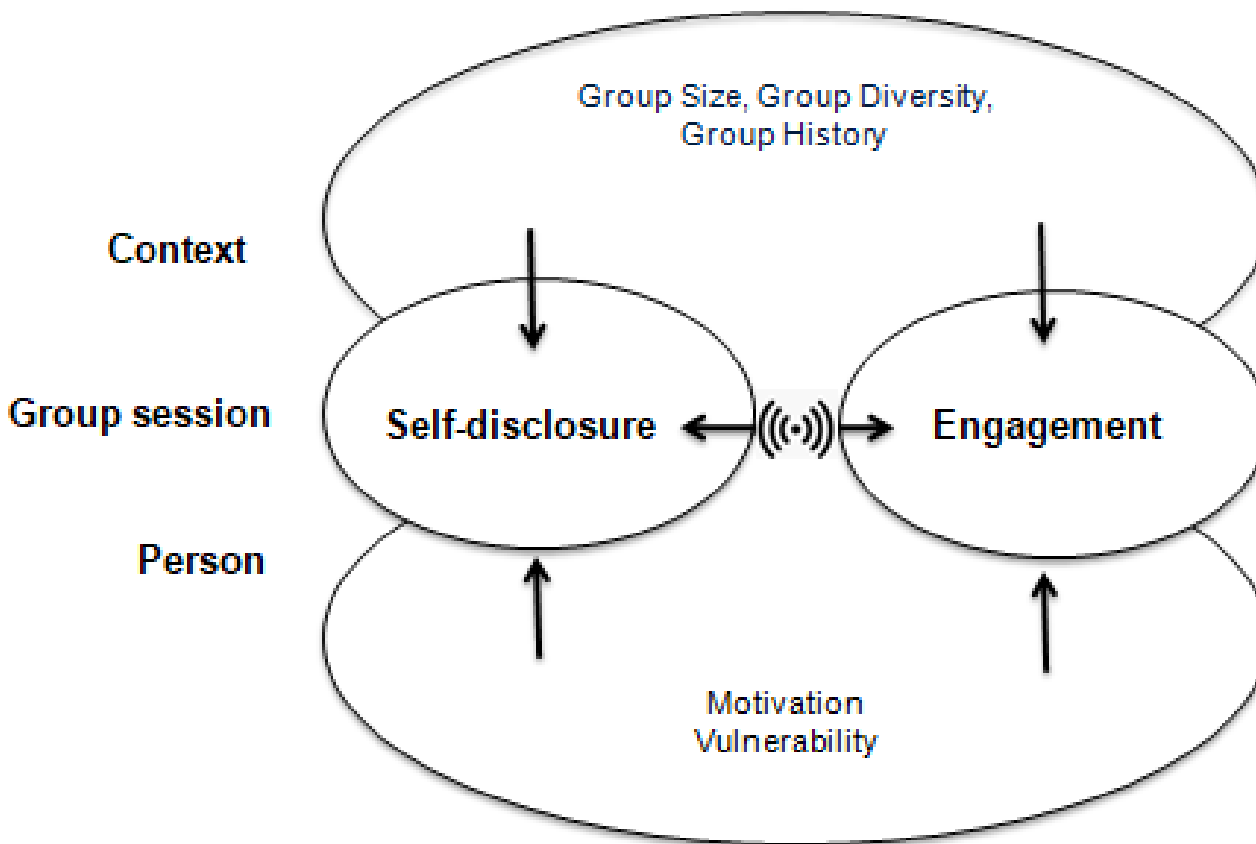 Group Size, Group Diversity,
Group History
Context
Group session
Self-disclosure
Engagement
Person
Motivation
Vulnerability